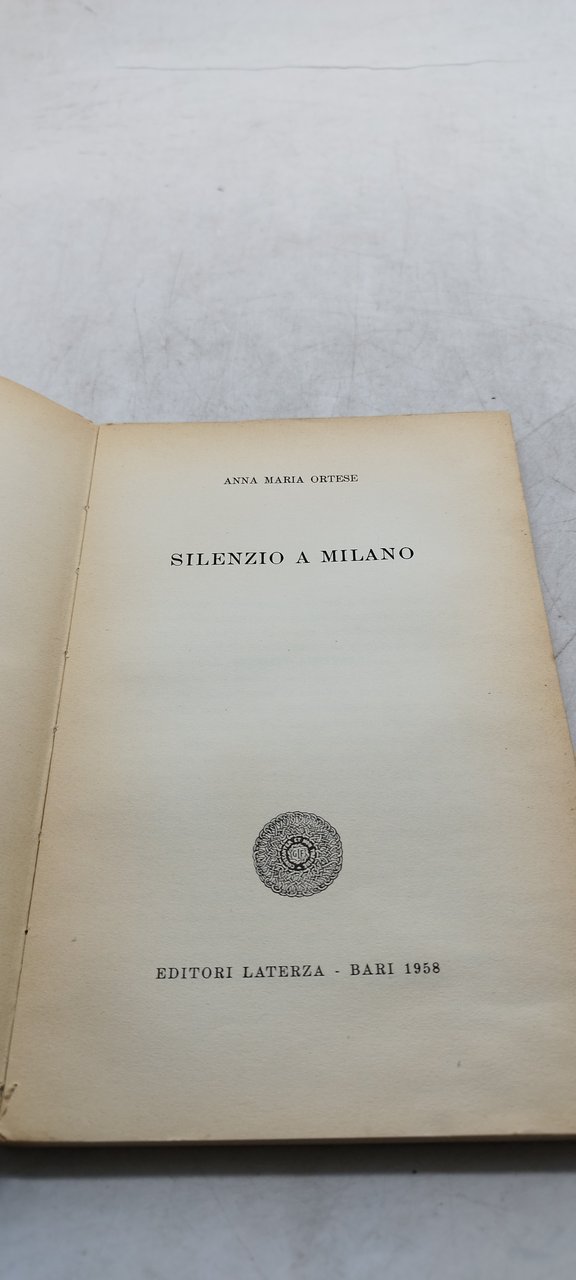 ANNA MARIA ORTESE
SILENZIO A MILANO
EDITORI LATERZA - BARI 1958